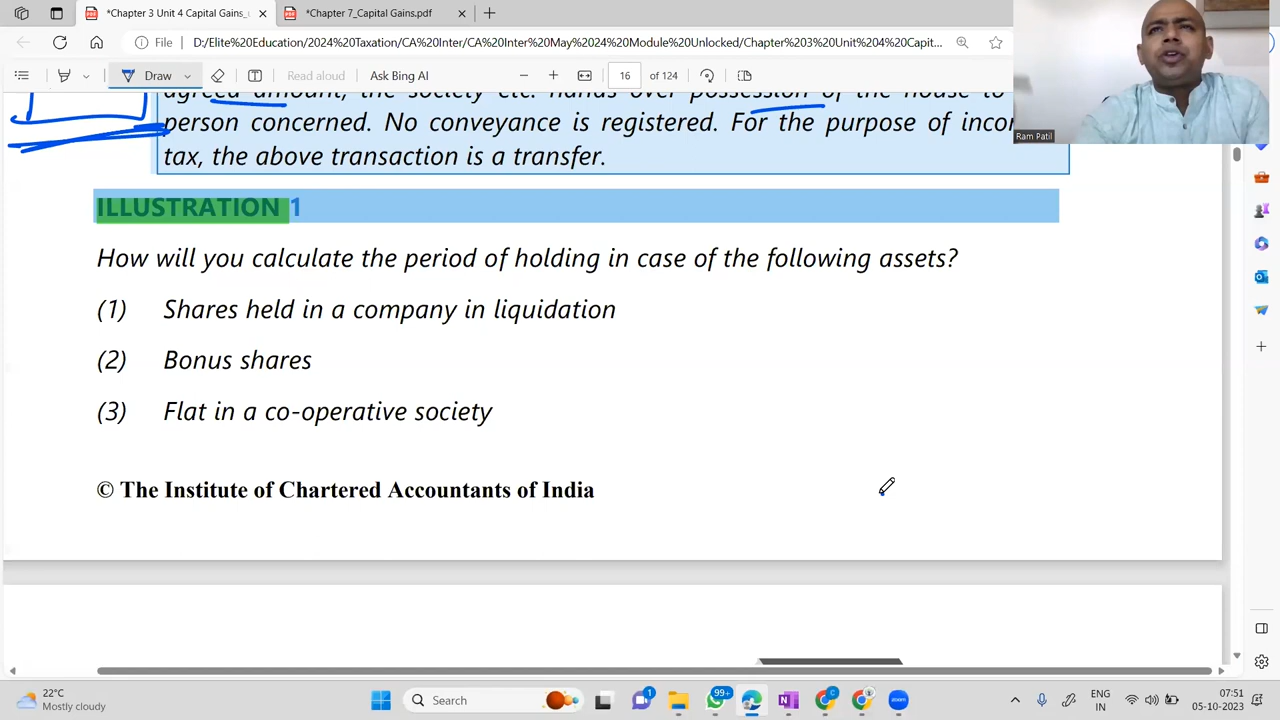 *Chapter 3 Unit 4 Capital Gains_
*Chapter 7_Capital Gains.pdf
File D:/Elite%20Education/2024%20Taxation/CA%20Inter/CA%20Inter%20May%2024%20Module%20Unlocked/Chapter%203%20Unit%204%20Capit...
Draw
Read aloud
Ask Bing AI
16 of 124
agreed amount, the society etc. hands over possession of the house to
person concerned. No conveyance is registered. For the purpose of incom
tax, the above transaction is a transfer.
Ram Patil
ILLUSTRATION 1
How will you calculate the period of holding in case of the following assets?
(1) Shares held in a company in liquidation
(2) Bonus shares
(3) Flat in a co-operative society
© The Institute of Chartered Accountants of India
22°C
Mostly cloudy
Search
99+
1
ENG
IN
07:51
05-10-2023